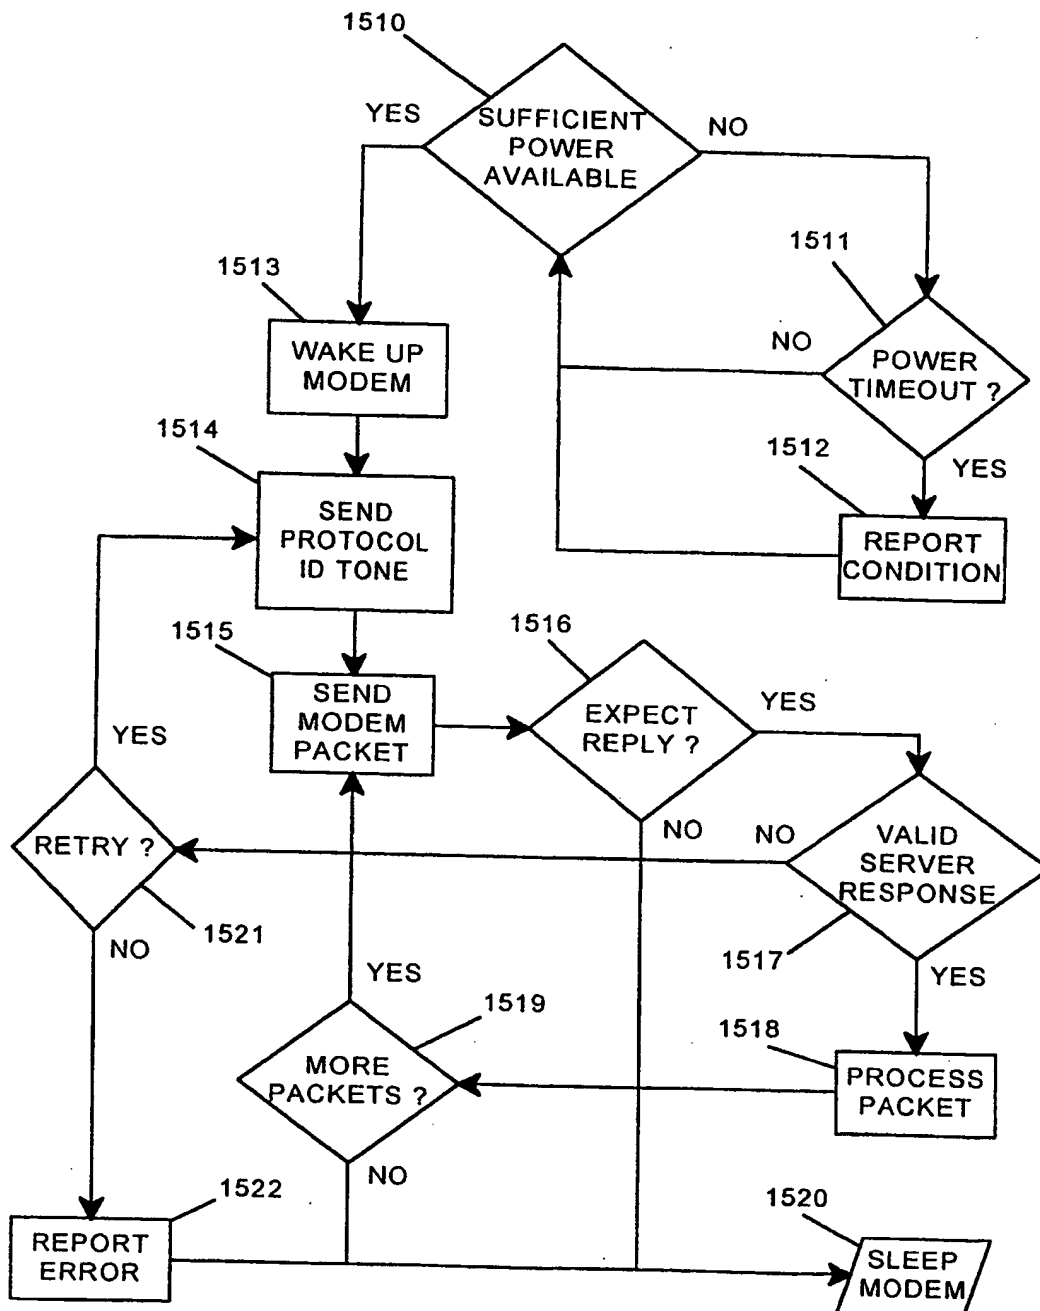 1510
YES
SUFFICIENT
POWER
AVAILABLE
NO
1511
1513
NO
POWER
TIMEOUT ?
WAKE UP
MODEM
1514
1512
YES
SEND
PROTOCOL
ID TONE
REPORT
CONDITION
1515
1516
SEND
MODEM
PACKET
EXPECT
REPLY ?
YES
YES
RETRY ?
NO
NO
VALID
SERVER
RESPONSE
1521
NO
1517
YES
YES
1519
1518
MORE
PACKETS ?
PROCESS
PACKET
NO
1522
1520
REPORT
ERROR
SLEEP
MODEM